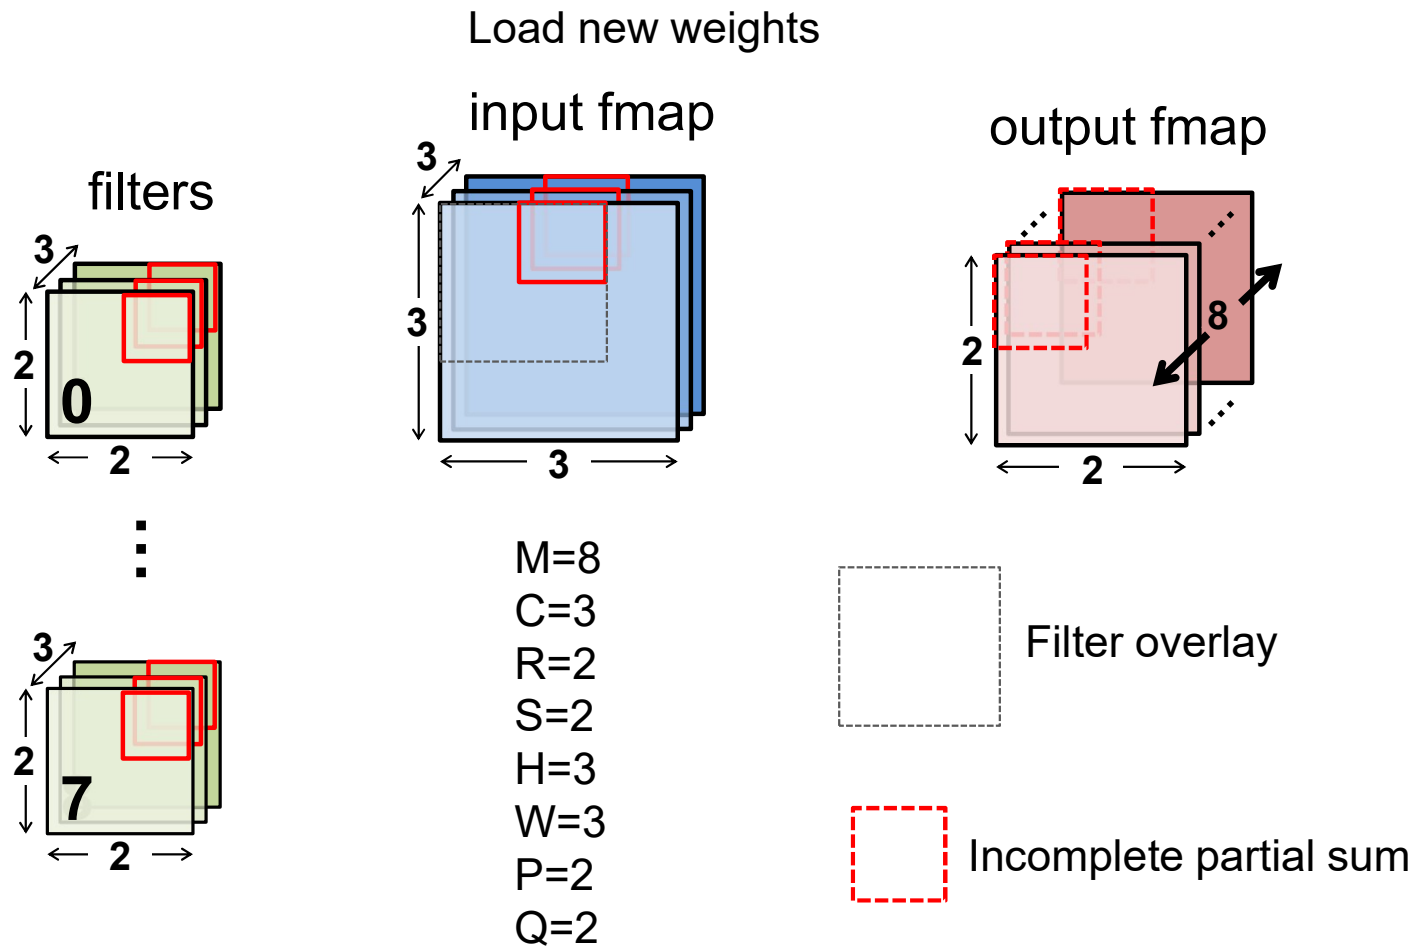 Load new weights
input fmap
output fmap
filters
3
3
2
0
2
3
3
3
2
8
2
3
2
7
2
M=8
C=3
R=2
S=2
H=3
W=3
P=2
Q=2
Filter overlay
Incomplete partial sum